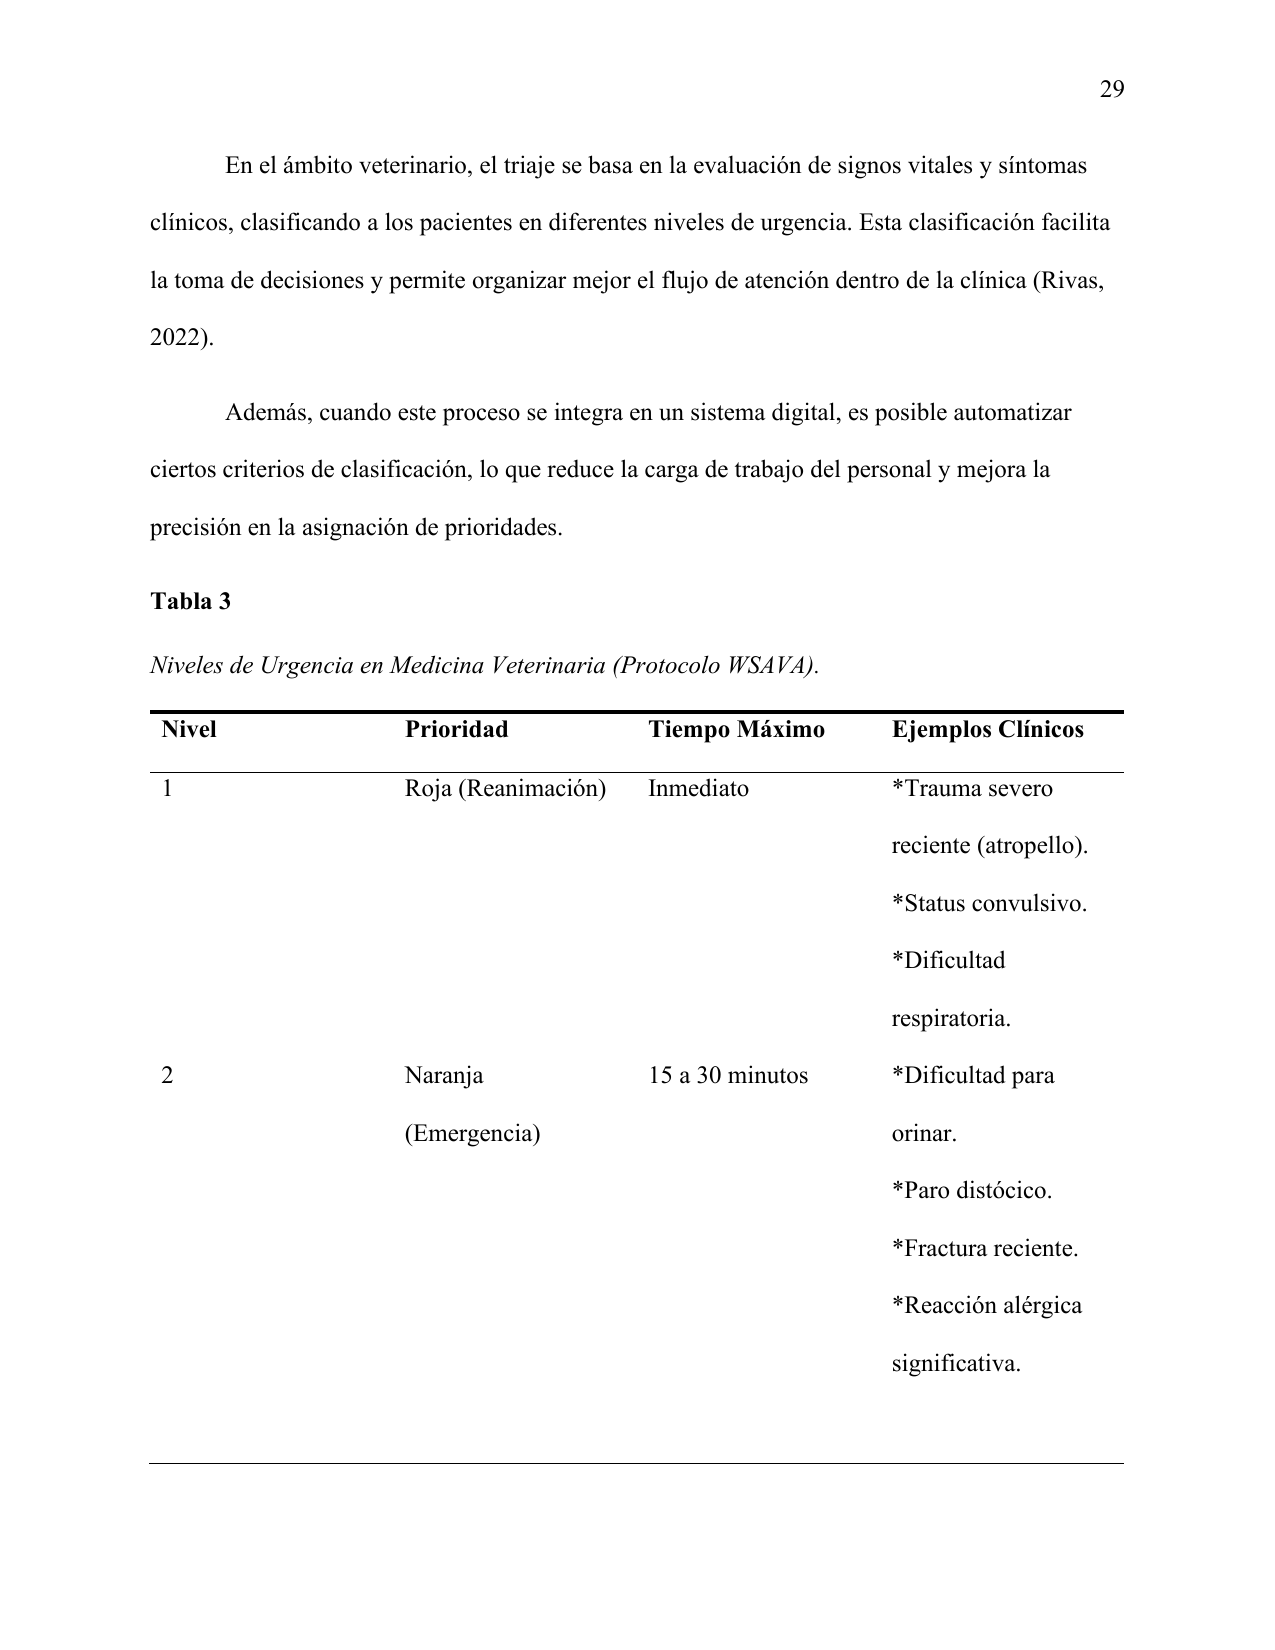 29
En el ámbito veterinario, el triaje se basa en la evaluación de signos vitales y síntomas
clínicos, clasificando a los pacientes en diferentes niveles de urgencia. Esta clasificación facilita
la toma de decisiones y permite organizar mejor el flujo de atención dentro de la clínica (Rivas,
2022).
Además, cuando este proceso se integra en un sistema digital, es posible automatizar
ciertos criterios de clasificación, lo que reduce la carga de trabajo del personal y mejora la
precisión en la asignación de prioridades.
Tabla 3
Niveles de Urgencia en Medicina Veterinaria (Protocolo WSAVA).
Nivel Prioridad Tiempo Máximo Ejemplos Clínicos
1 Roja (Reanimación) Inmediato *Trauma severo
reciente (atropello).
*Status convulsivo.
*Dificultad
respiratoria.
2 Naranja 15 a 30 minutos *Dificultad para
(Emergencia) orinar.
*Paro distócico.
*Fractura reciente.
*Reacción alérgica
significativa.